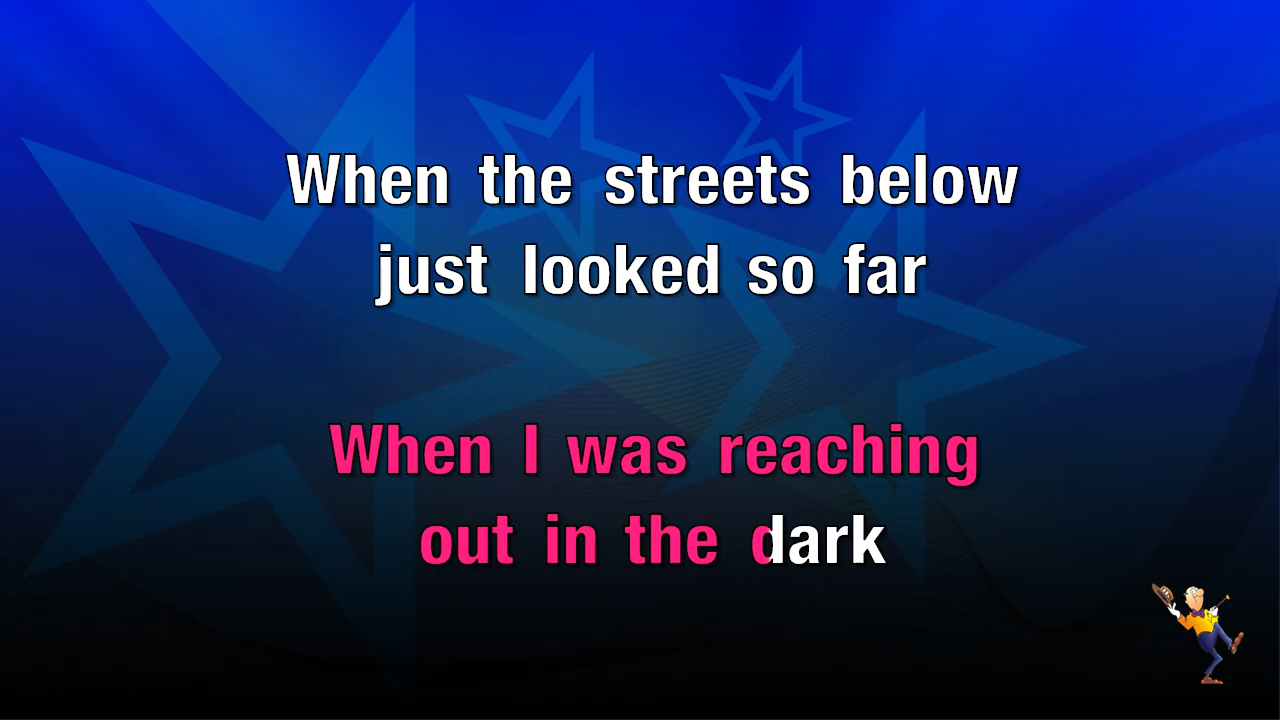 When the streets below
just looked so far
When I was reaching
out in the dark